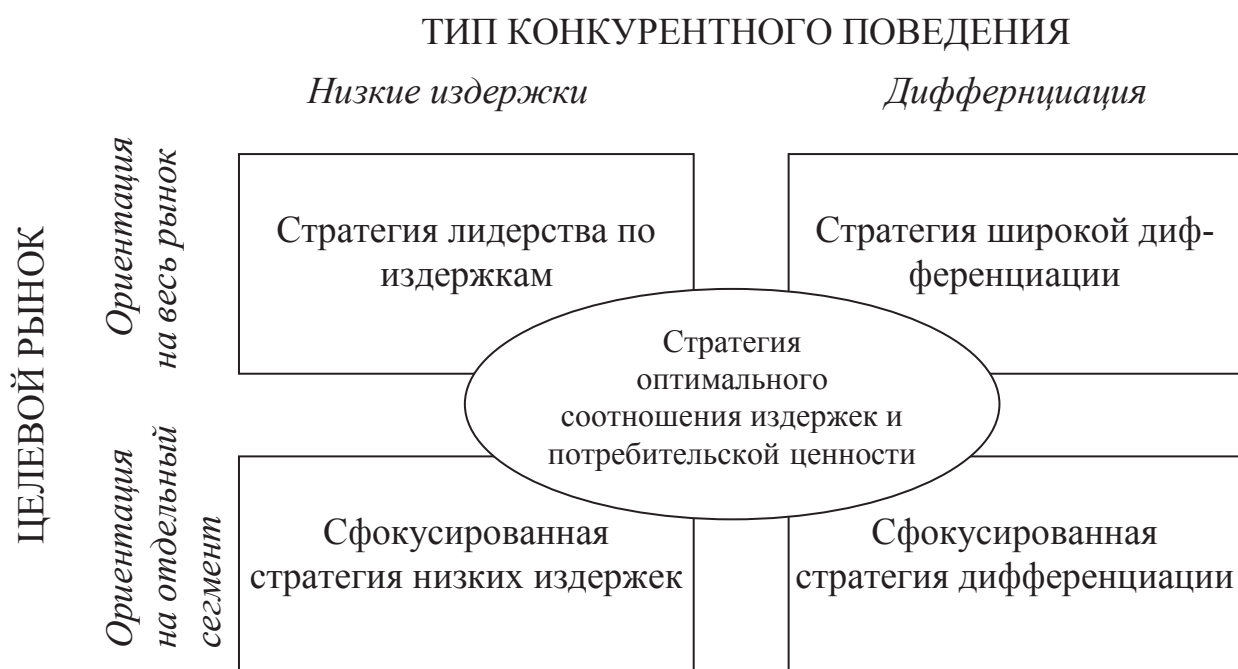 ТИП КОНКУРЕНТНОГО ПОВЕДЕНИЯ
Низкие издержки
Диффернциация
ЦЕЛЕВОЙ РЫНОК
Ориентация
на весь рынок
Стратегия лидерства по
издержкам
Стратегия широкой диф-
ференциации
Стратегия
оптимального
соотношения издержек и
потребительской ценности
Ориентация
на отдельный
сегмент
Сфокусированная
стратегия низких издержек
Сфокусированная
стратегия дифференциации